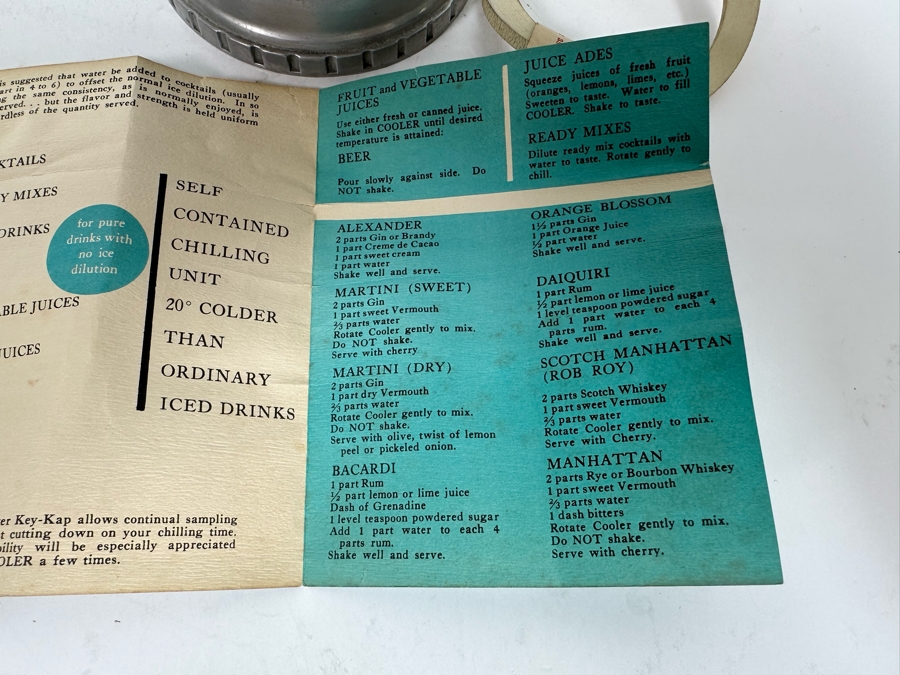 is suggested that water be added to cocktails (usually
art in 4 to 6) to offset the normal ice dilution. In so
g the same consistency, as is normally enjoyed, is
erved. . . but the flavor and strength is held uniform
rdless of the quantity served.
KTAILS
Y MIXES
DRINKS
for pure
drinks with
no ice
dilution
ABLE JUICES
UICES
SELF
CONTAINED
CHILLING
UNIT
20° COLDER
THAN
ORDINARY
ICED DRINKS
er Key-Kap allows continual sampling
t cutting down on your chilling time.
bility will be especially appreciated
OLER a few times.
FRUIT and VEGETABLE
JUICES
Use either fresh or canned juice.
Shake in COOLER until desired
temperature is attained:
BEER
Pour slowly against side. Do
NOT shake.
JUICE ADES
Squeeze juices of fresh fruit
(oranges, lemons, limes, etc.)
Sweeten to taste. Water to fill
COOLER. Shake to taste.
READY MIXES
Dilute ready mix cocktails with
water to taste. Rotate gently to
chill.
ALEXANDER
2 parts Gin or Brandy
1 part Creme de Cacao
1 part sweet cream
1 part water
Shake well and serve.
MARTINI (SWEET)
2 parts Gin
1 part sweet Vermouth
⅔ parts water
Rotate Cooler gently to mix.
Do NOT shake.
Serve with cherry
MARTINI (DRY)
2 parts Gin
1 part dry Vermouth
⅔ parts water
Rotate Cooler gently to mix.
Do NOT shake.
Serve with olive, twist of lemon
peel or pickeled onion.
BACARDI
1 part Rum
½ part lemon or lime juice
Dash of Grenadine
1 level teaspoon powdered sugar
Add 1 part water to each 4
parts rum.
Shake well and serve.
ORANGE BLOSSOM
1½ parts Gin
1 part Orange Juice
½ part water
Shake well and serve.
DAIQUIRI
1 part Rum
½ part lemon or lime juice
1 level teaspoon powdered sugar
Add 1 part water to each 4
parts rum.
Shake well and serve.
SCOTCH MANHATTAN
(ROB ROY)
2 parts Scotch Whiskey
1 part sweet Vermouth
⅔ parts water
Rotate Cooler gently to mix.
Serve with Cherry.
MANHATTAN
2 parts Rye or Bourbon Whiskey
1 part sweet Vermouth
⅔ parts water
1 dash bitters
Rotate Cooler gently to mix.
Do NOT shake.
Serve with cherry.